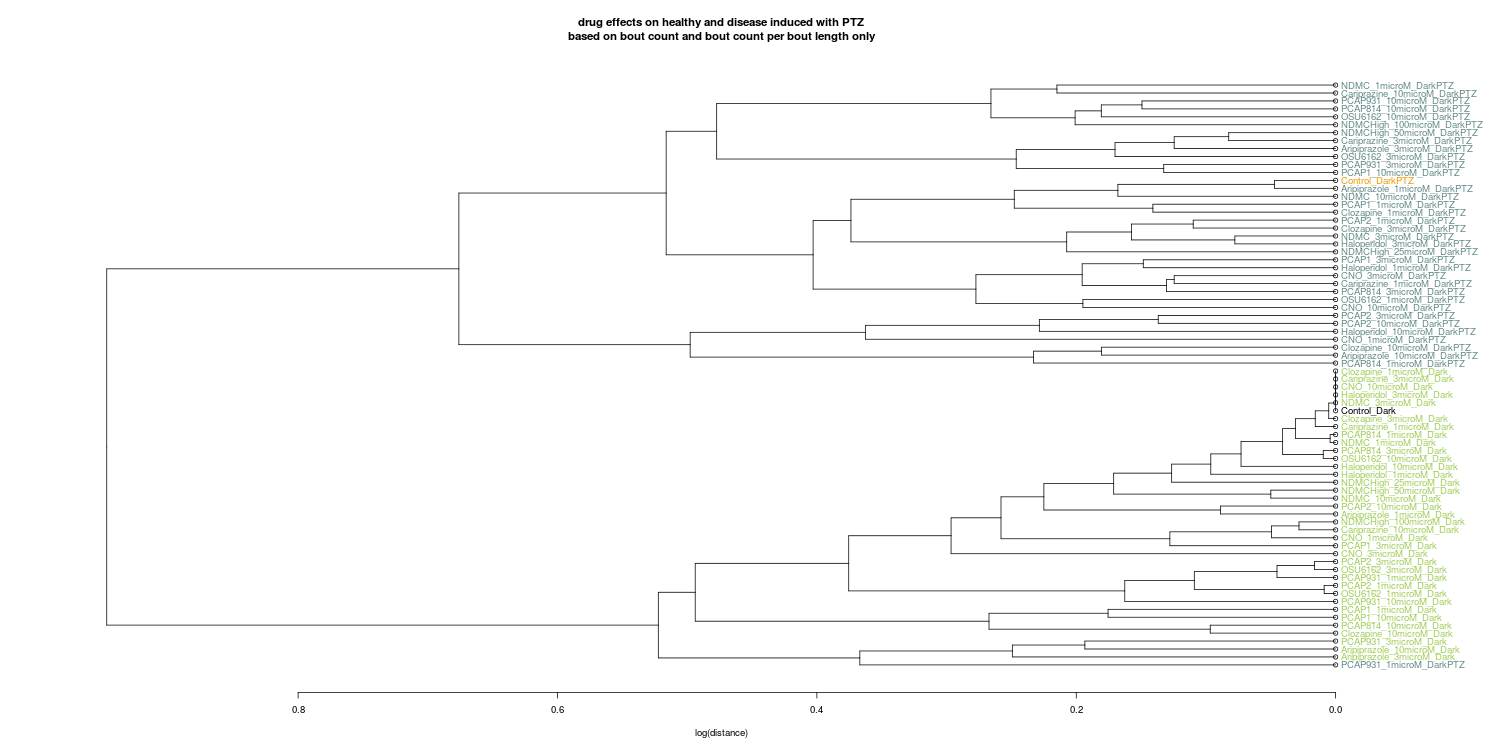 drug effects on healthy and disease induced with PTZ
based on bout count and bout count per bout length only
NDMC_1microM_DarkPTZ
Cariprazine_10microM_DarkPTZ
PCAP931_10microM_DarkPTZ
PCAP814_10microM_DarkPTZ
OSU6162_10microM_DarkPTZ
NDMCHigh_100microM_DarkPTZ
NDMCHigh_50microM_DarkPTZ
Cariprazine_3microM_DarkPTZ
Aripiprazole_3microM_DarkPTZ
OSU6162_3microM_DarkPTZ
PCAP931_3microM_DarkPTZ
PCAP1_10microM_DarkPTZ
Control_DarkPTZ
Aripiprazole_1microM_DarkPTZ
NDMC_10microM_DarkPTZ
PCAP1_1microM_DarkPTZ
Clozapine_1microM_DarkPTZ
PCAP2_1microM_DarkPTZ
Clozapine_3microM_DarkPTZ
NDMC_3microM_DarkPTZ
Haloperidol_3microM_DarkPTZ
NDMCHigh_25microM_DarkPTZ
PCAP1_3microM_DarkPTZ
Haloperidol_1microM_DarkPTZ
CNO_3microM_DarkPTZ
Cariprazine_1microM_DarkPTZ
PCAP814_3microM_DarkPTZ
OSU6162_1microM_DarkPTZ
CNO_10microM_DarkPTZ
PCAP2_3microM_DarkPTZ
PCAP2_10microM_DarkPTZ
Haloperidol_10microM_DarkPTZ
CNO_1microM_DarkPTZ
Clozapine_10microM_DarkPTZ
Aripiprazole_10microM_DarkPTZ
PCAP814_1microM_DarkPTZ
Clozapine_1microM_Dark
Cariprazine_3microM_Dark
CNO_10microM_Dark
Haloperidol_3microM_Dark
NDMC_3microM_Dark
Control_Dark
Clozapine_3microM_Dark
Cariprazine_1microM_Dark
PCAP814_1microM_Dark
NDMC_1microM_Dark
PCAP814_3microM_Dark
OSU6162_10microM_Dark
Haloperidol_10microM_Dark
Haloperidol_1microM_Dark
NDMCHigh_25microM_Dark
NDMCHigh_50microM_Dark
NDMC_10microM_Dark
PCAP2_10microM_Dark
Aripiprazole_1microM_Dark
NDMCHigh_100microM_Dark
Cariprazine_10microM_Dark
CNO_1microM_Dark
PCAP1_3microM_Dark
CNO_3microM_Dark
PCAP2_3microM_Dark
OSU6162_3microM_Dark
PCAP931_1microM_Dark
PCAP2_1microM_Dark
OSU6162_1microM_Dark
PCAP931_10microM_Dark
PCAP1_1microM_Dark
PCAP1_10microM_Dark
PCAP814_10microM_Dark
Clozapine_10microM_Dark
PCAP931_3microM_Dark
Aripiprazole_10microM_Dark
Aripiprazole_3microM_Dark
PCAP931_1microM_DarkPTZ
0.8 0.6 0.4 0.2 0.0
log(distance)